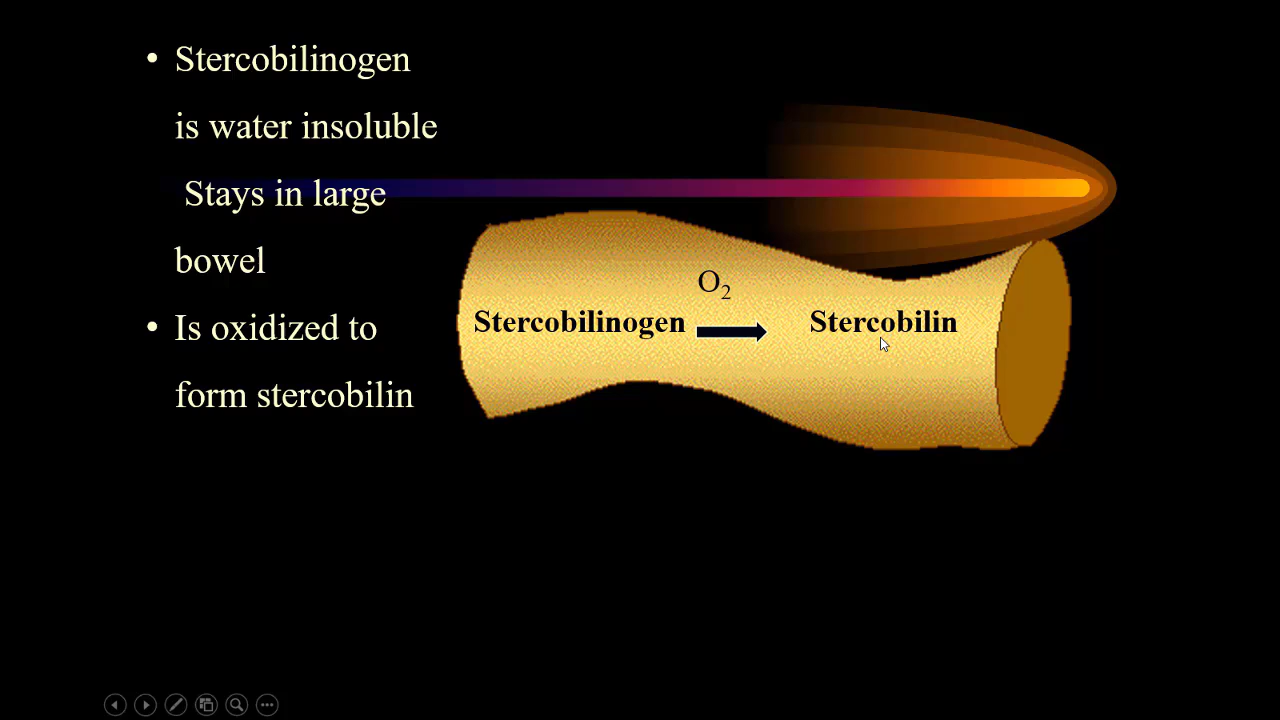 • Stercobilinogen
is water insoluble
Stays in large
bowel
• Is oxidized to
form stercobilin
O2
Stercobilinogen
Stercobilin